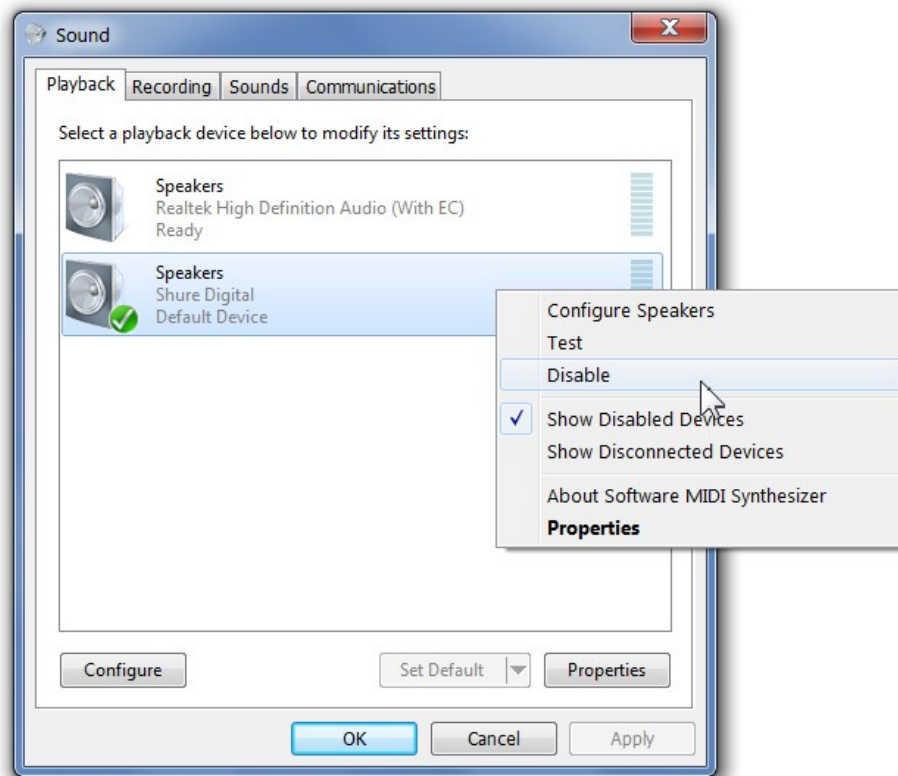 Sound
Playback Recording Sounds Communications
Select a playback device below to modify its settings:
Speakers
Realtek High Definition Audio (With EC)
Ready
Speakers
Shure Digital
Default Device
Configure Speakers
Test
Disable
Show Disabled Devices
Show Disconnected Devices
About Software MIDI Synthesizer
Properties
Configure Set Default Properties
OK Cancel Apply